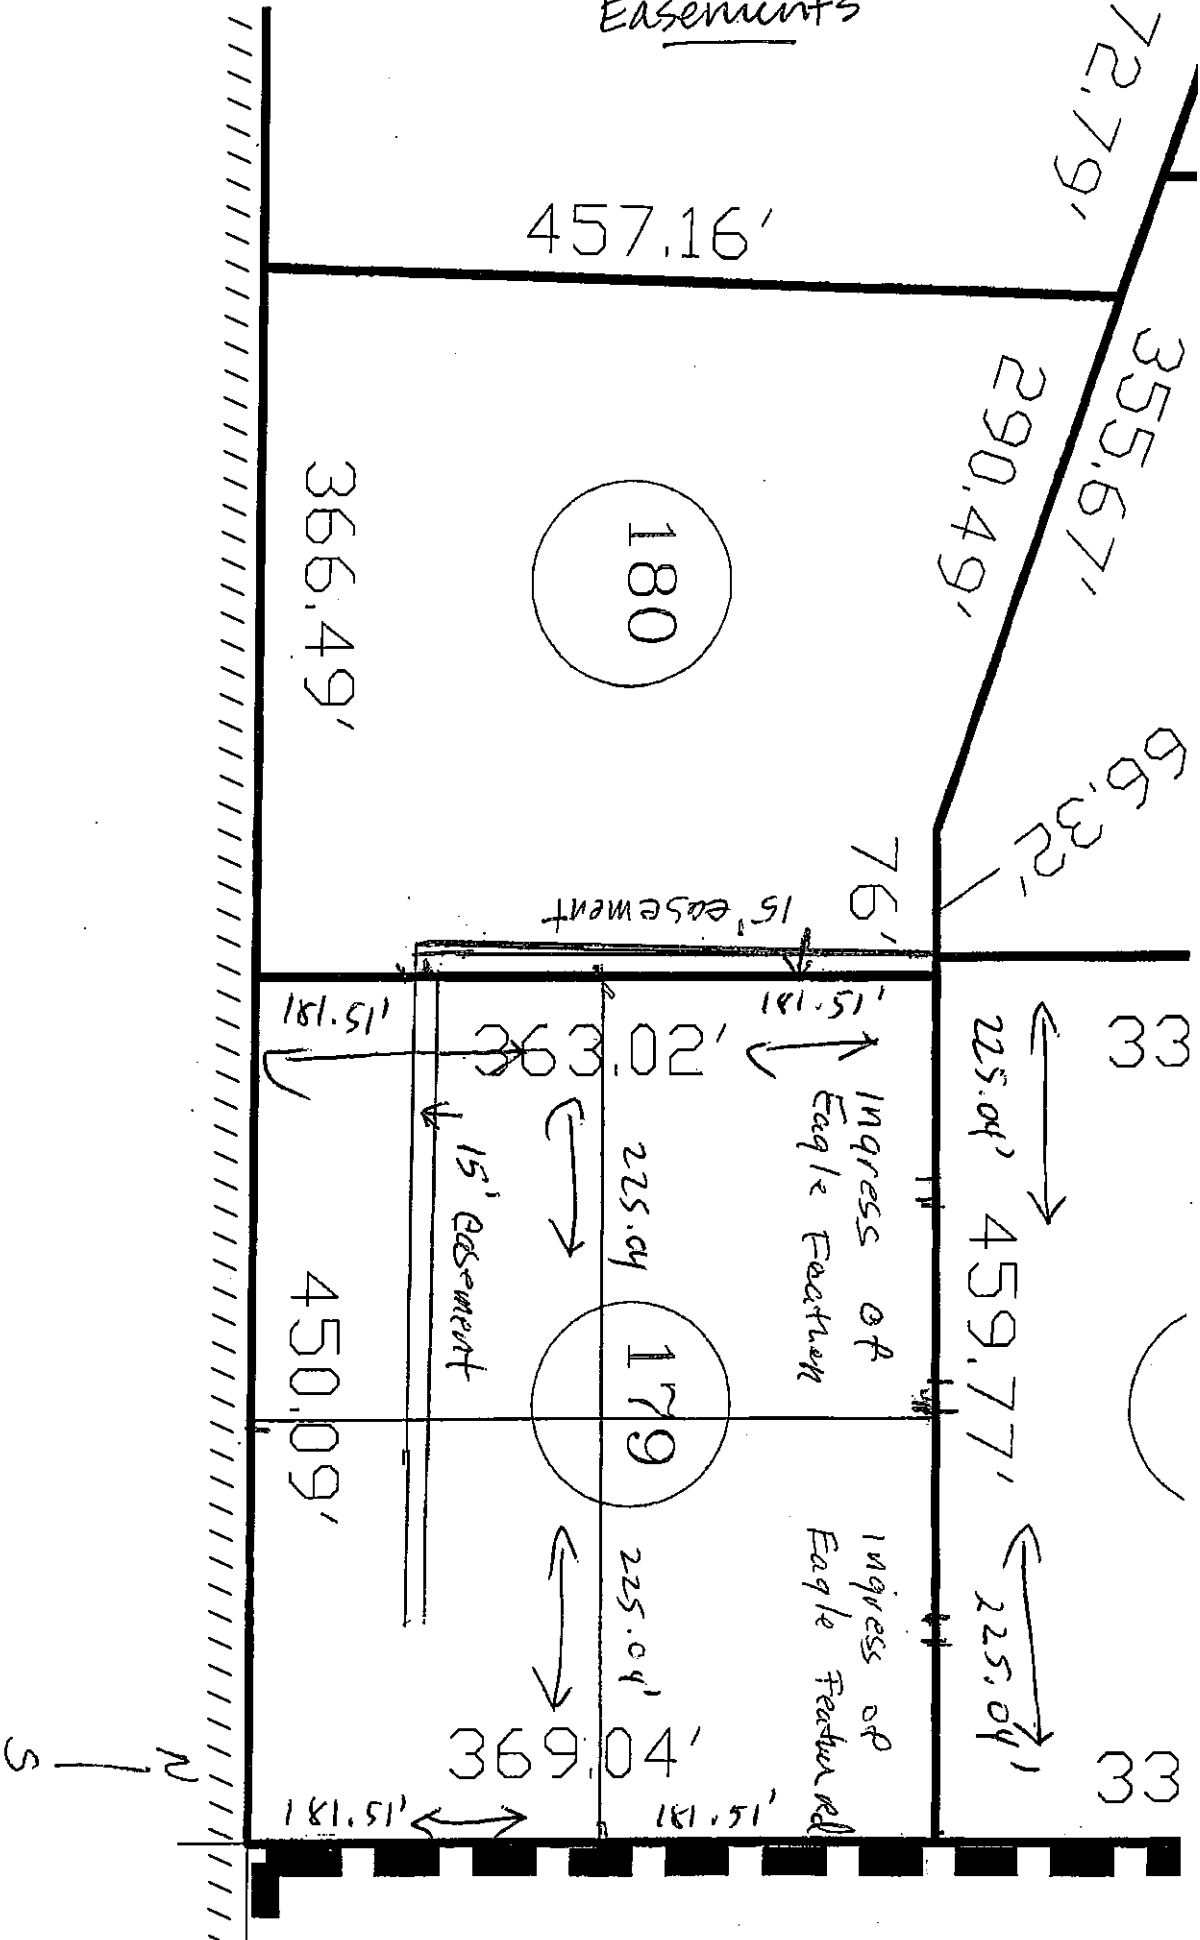 Easements
72.79'
457.16'
355.67'
290.49'
180
366.49'
66.32'
76'
15' easement
181.51'
181.51'
363.02'
225.04'
33
Ingress of
Eagle Feather
225.04
15' easement
459.77'
179
450.09'
Ingress of
Eagle Feather Rd
225.04'
225.04'
369.04'
33
181.51'
181.51'
N
S